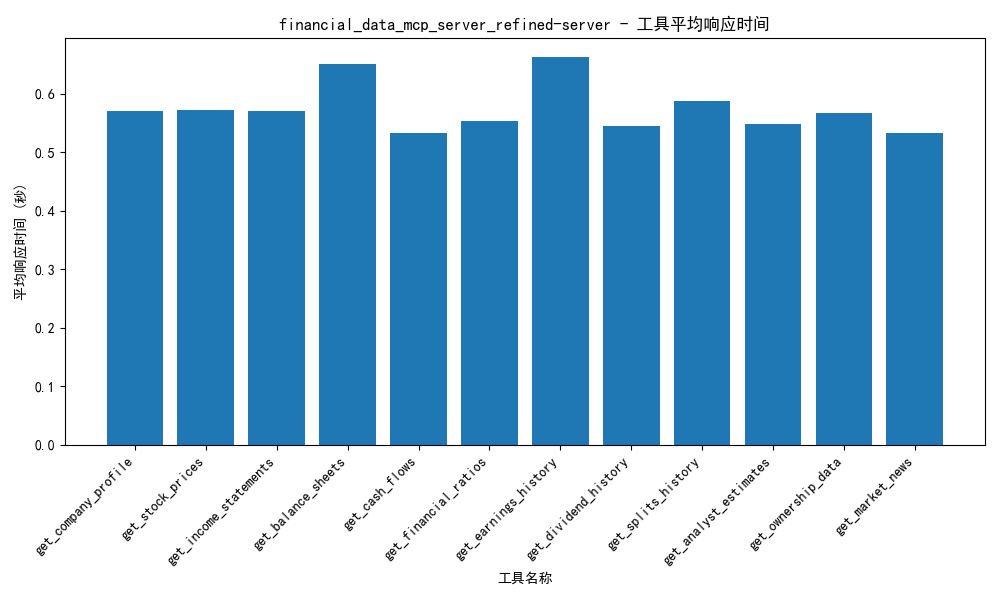 financial_data_mcp_server_refined-server - 工具平均响应时间
平均响应时间 (秒)
0.6
0.5
0.4
0.3
0.2
0.1
0.0
get_company_profile
get_stock_prices
get_income_statements
get_balance_sheets
get_cash_flows
get_financial_ratios
get_earnings_history
get_dividend_history
get_splits_history
get_analyst_estimates
get_ownership_data
get_market_news
工具名称